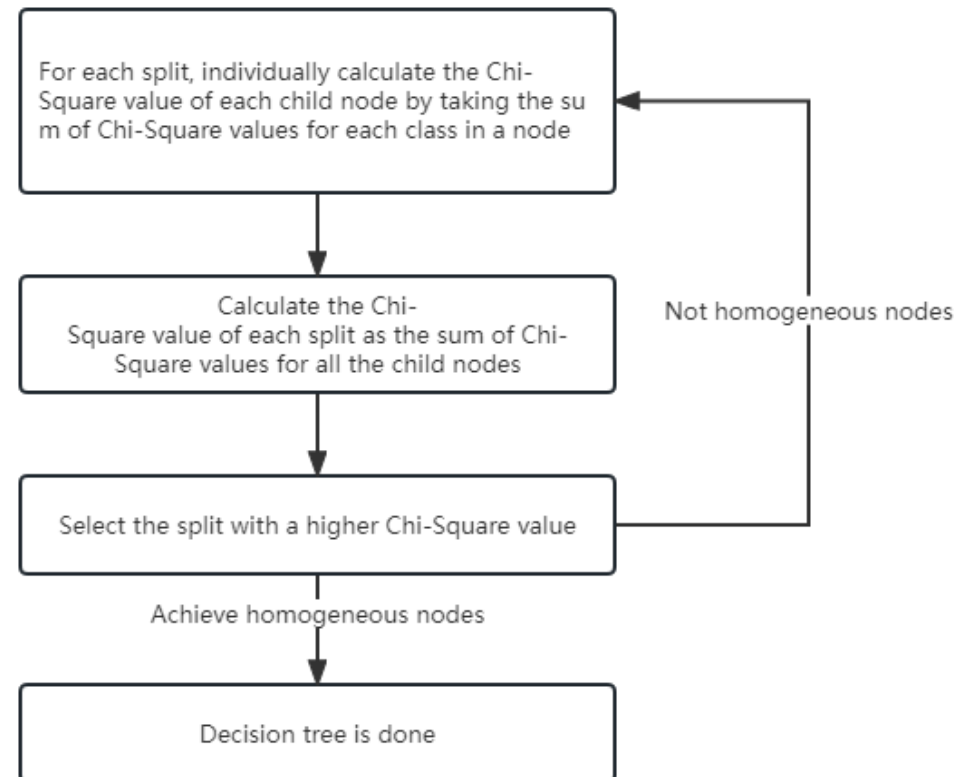 For each split, individually calculate the Chi-
Square value of each child node by taking the su
m of Chi-Square values for each class in a node
Calculate the Chi-
Square value of each split as the sum of Chi-
Square values for all the child nodes
Not homogeneous nodes
Select the split with a higher Chi-Square value
Achieve homogeneous nodes
Decision tree is done